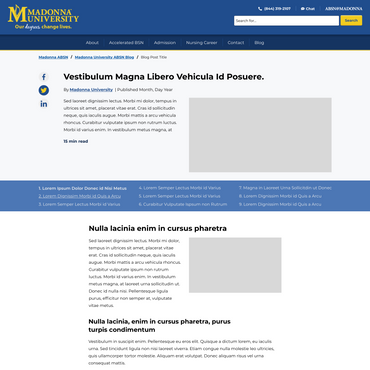 MADONNA
UNIVERSITY
Our degrees, change lives.
(844) 319-2107 Chat ABSN@MADONNA
Search for... Search
About Accelerated BSN Admission Nursing Career Contact Blog
Madonna ABSN / Madonna University ABSN Blog / Blog Post Title
Vestibulum Magna Libero Vehicula Id Posuere.
By Madonna University | Published Month, Day Year
Sed laoreet dignissim lectus. Morbi mi dolor, tempus in
ultrices sit amet, placerat vitae erat. Cras id sollicitudin
neque, quis iaculis augue. Morbi mattis a arcu vehicula
rhoncus. Curabitur vulputate ipsum non rutrum luctus.
Morbi id varius enim. In vestibulum metus magna, at
15 min read
1. Lorem Ipsum Dolor Donec id Nisi Metus
2. Lorem Dignissim Id Quis a Arcu
3. Lorem Semper Lectus Morbi id Varius
4. Lorem Semper Lectus Morbi id Varius
5. Lorem Semper Lectus Morbi id Varius
6. Curabitur Vulputate Ipsum non Rutrum
7. Magna in Laoreet Urna Sollicitudin ut Donec
8. Lorem Dignissim Morbi Id Quis a Arcu
9. Lorem Dignissim Morbi Id Quis a Arcu
Nulla lacinia enim in cursus pharetra
Sed laoreet dignissim lectus. Morbi mi dolor,
tempus in ultrices sit amet, placerat vitae
erat. Cras id sollicitudin neque, quis iaculis
augue. Morbi mattis a arcu vehicula rhoncus.
Curabitur vulputate ipsum non rutrum luctus.
Morbi id varius enim. In vestibulum
metus magna, at laoreet urna sollicitudin ut.
Donec id nulla nisi. Pellentesque ligula
purus, efficitur non semper at, vulputate
vitae metus.
Nulla lacinia, enim in cursus pharetra, purus
turpis condimentum
Vestibulum in suscipit enim. Pellentesque eu eros elit. Quisque a dictum lorem, eu iaculis
urna. Sed tincidunt ligula non nisi laoreet viverra. Etiam congue nulla molestie leo ultricies,
quis ullamcorper tortor molestie. Aliquam erat volutpat. Donec aliquam risus vel urna
consequat mattis.